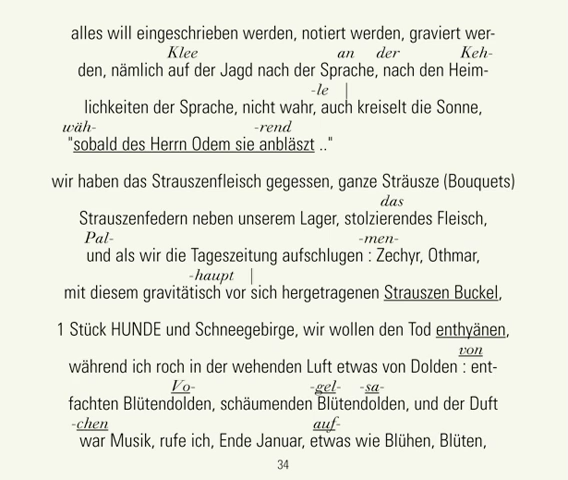 alles will eingeschrieben werden, notiert werden, graviert wer-
Klee an der Keh-
den, nämlich auf der Jagd nach der Sprache, nach den Heim-
-le |
lichkeiten der Sprache, nicht wahr, auch kreiselt die Sonne,
wäh- -rend
"sobald des Herrn Odem sie anbläszt .."
wir haben das Strauszenfleisch gegessen, ganze Sträusze (Bouquets)
das
Strauszenfedern neben unserem Lager, stolzierendes Fleisch,
Pal- -men-
und als wir die Tageszeitung aufschlugen : Zechyr, Othmar,
-haupt |
mit diesem gravitätisch vor sich hergetragenen Strauszen Buckel,
1 Stück HUNDE und Schneegebirge, wir wollen den Tod enthyänen,
von
während ich roch in der wehenden Luft etwas von Dolden : ent-
Vo- -gel- -sa-
fachten Blütendolden, schäumenden Blütendolden, und der Duft
-chen auf-
war Musik, rufe ich, Ende Januar, etwas wie Blühen, Blüten,
34